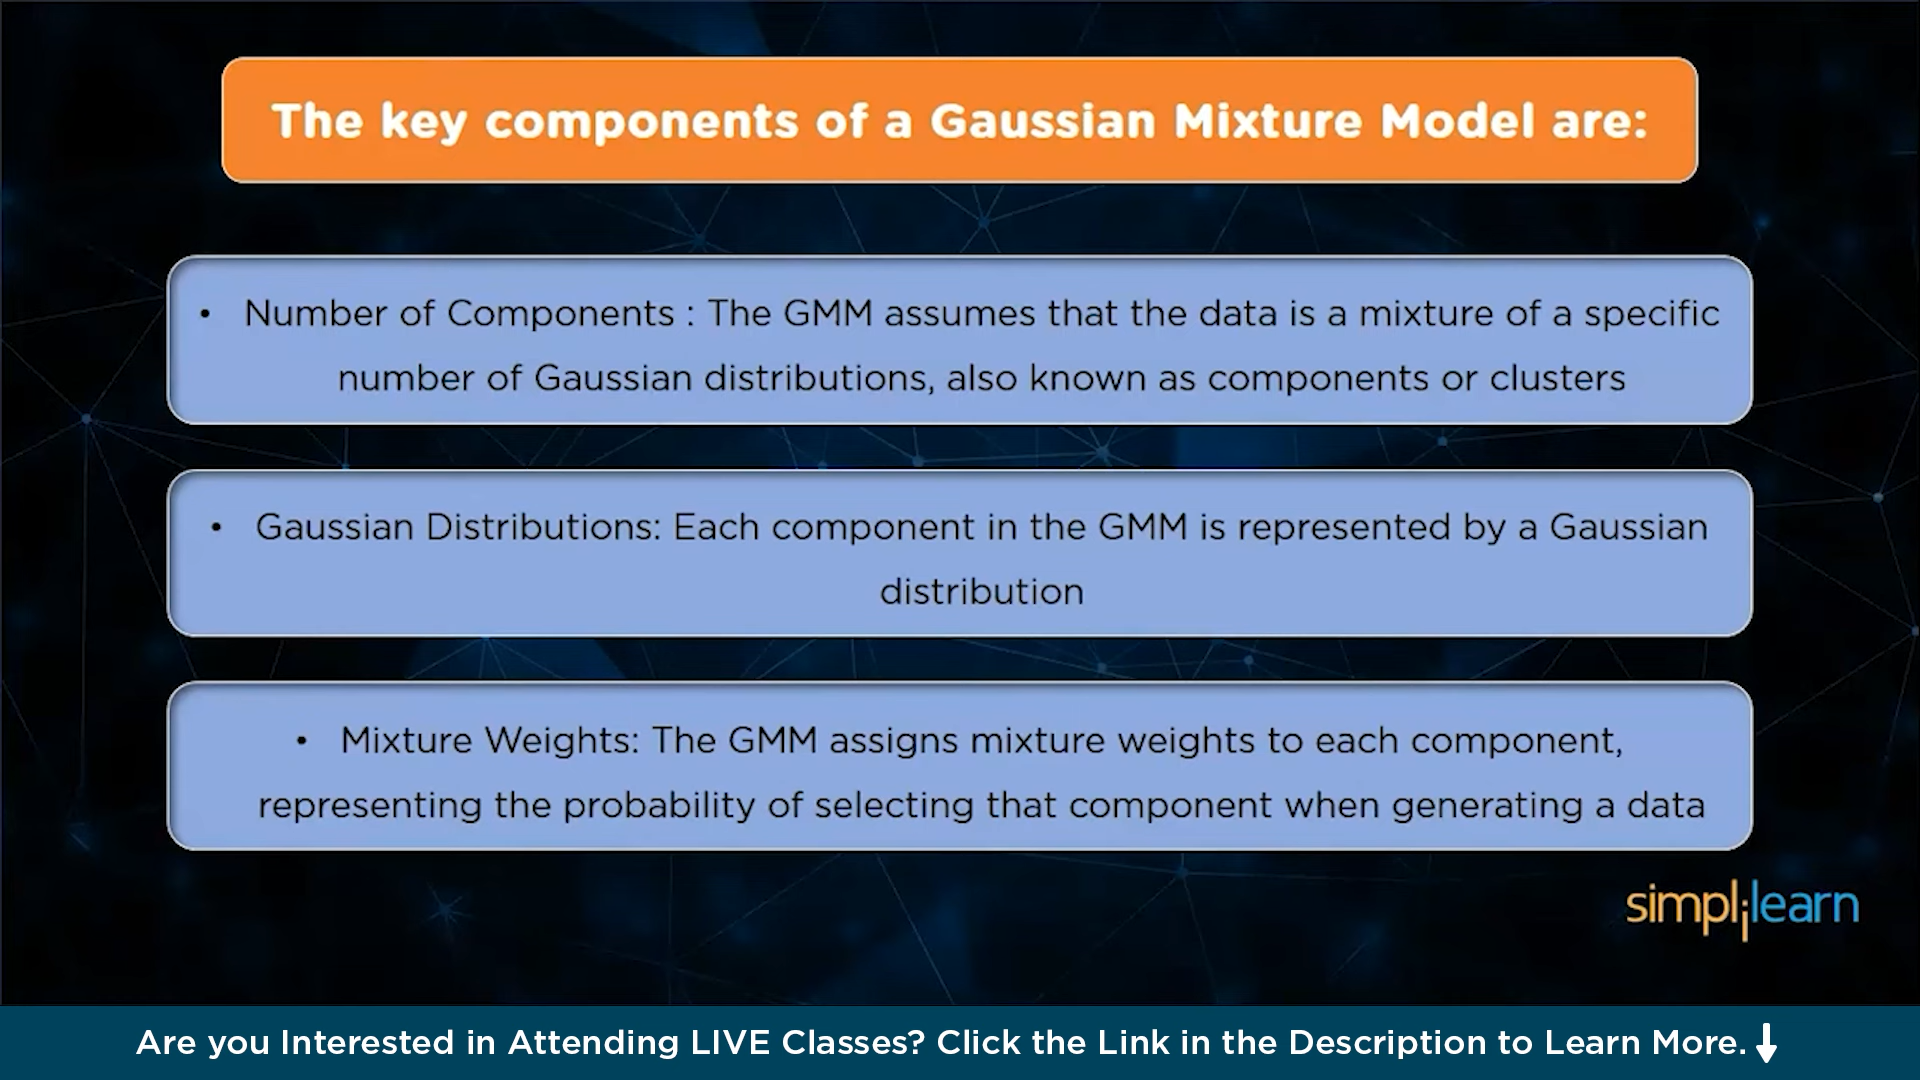 The key components of a Gaussian Mixture Model are:
• Number of Components : The GMM assumes that the data is a mixture of a specific
number of Gaussian distributions, also known as components or clusters
• Gaussian Distributions: Each component in the GMM is represented by a Gaussian
distribution
• Mixture Weights: The GMM assigns mixture weights to each component,
representing the probability of selecting that component when generating a data
simplilearn
Are you Interested in Attending LIVE Classes? Click the Link in the Description to Learn More.